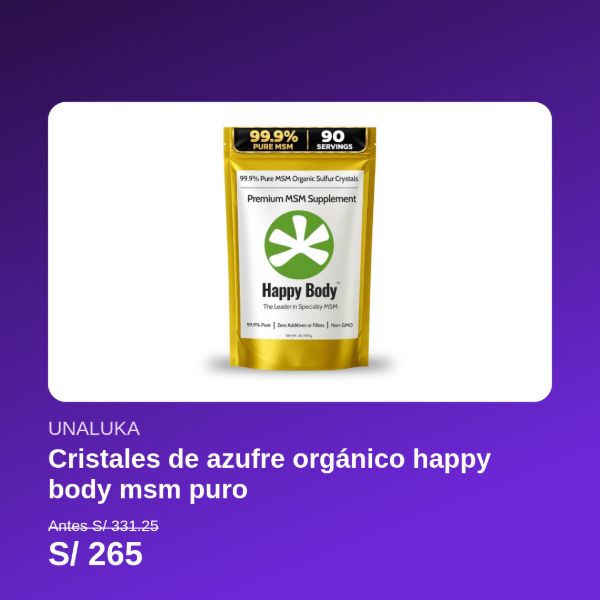 99.9% | 90
PURE MSM SERVINGS
99.9% Pure MSM Organic Sulfur Crystals
Premium MSM Supplement
Happy Body™
The Leader in Speciality MSM
99.9% Pure | Zero Additives or Fillers | Non-GMO
UNALUKA
Cristales de azufre orgánico happy
body msm puro
Antes S/ 331.25
S/ 265